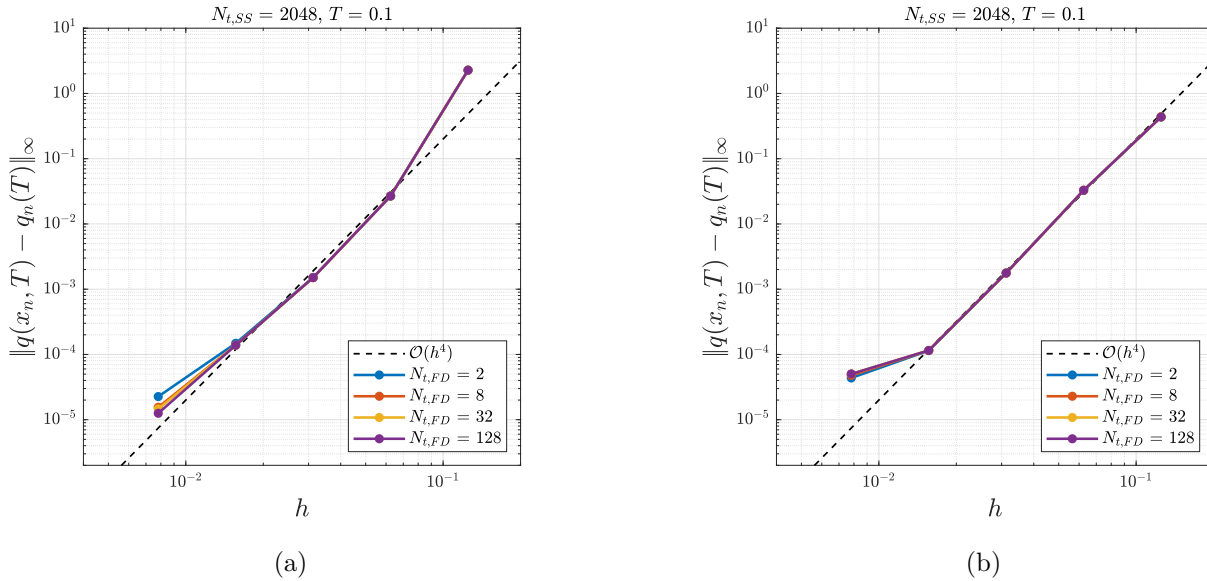 N_{t,SS} = 2048, T = 0.1
10^1
10^0
10^{-1}
10^{-2}
10^{-3}
10^{-4}
10^{-5}
‖q(x_n, T) − q_n(T)‖_∞
O(h^4)
N_{t,FD} = 2
N_{t,FD} = 8
N_{t,FD} = 32
N_{t,FD} = 128
10^{-2}
10^{-1}
h
(a)
N_{t,SS} = 2048, T = 0.1
10^1
10^0
10^{-1}
10^{-2}
10^{-3}
10^{-4}
10^{-5}
‖q(x_n, T) − q_n(T)‖_∞
O(h^4)
N_{t,FD} = 2
N_{t,FD} = 8
N_{t,FD} = 32
N_{t,FD} = 128
10^{-2}
10^{-1}
h
(b)